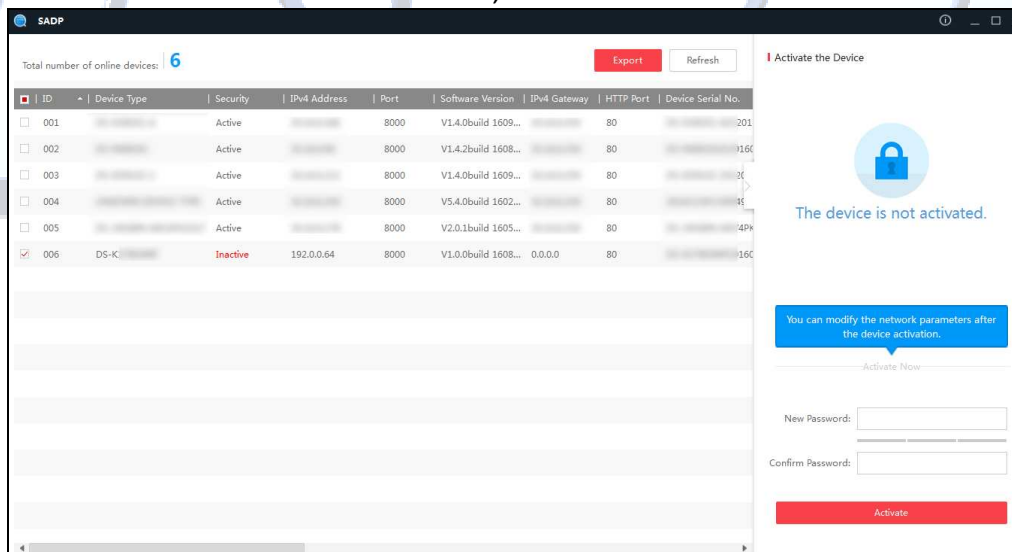 SADP
Total number of online devices: 6
Export
Refresh
ID | Device Type | Security | IPv4 Address | Port | Software Version | IPv4 Gateway | HTTP Port | Device Serial No.
001 Active 8000 V1.4.0build 1609... 80 201
002 Active 8000 V1.4.2build 1608... 80 160
003 Active 8000 V1.4.0build 1609... 80
004 Active 8000 V5.4.0build 1602... 80
005 Active 8000 V2.0.1build 1605... 80 4PK
006 DS-K Inactive 192.0.0.64 8000 V1.0.0build 1608... 0.0.0.0 80 160
Activate the Device
The device is not activated.
You can modify the network parameters after
the device activation.
Activate Now
New Password:
Confirm Password:
Activate